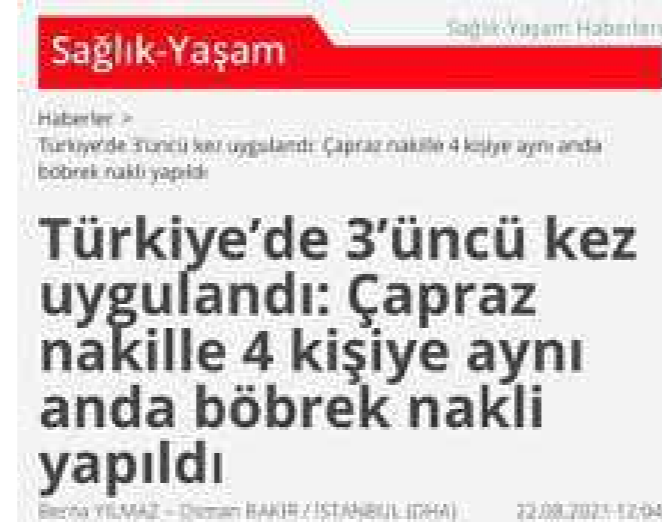 Sağlık-Yaşam Haberleri
Sağlık-Yaşam
Haberler >
Türkiye'de 3'üncü kez uygulandı: Çapraz nakille 4 kişiye aynı anda
böbrek nakli yapıldı
Türkiye'de 3'üncü kez
uygulandı: Çapraz
nakille 4 kişiye aynı
anda böbrek nakli
yapıldı
Berna YILMAZ - Osman BAKIR / İSTANBUL (DHA)
22.08.2021-12:04